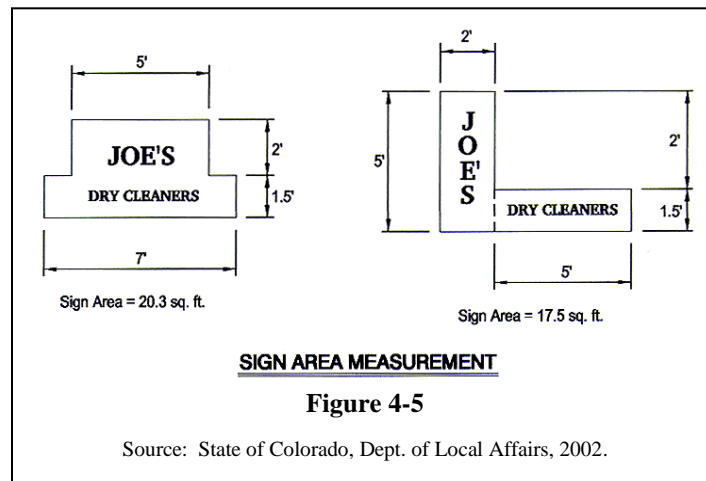 5'
JOE'S
DRY CLEANERS
2'
1.5'
7'
Sign Area = 20.3 sq. ft.
2'
5'
J
O
E'
S
DRY CLEANERS
2'
1.5'
5'
Sign Area = 17.5 sq. ft.
SIGN AREA MEASUREMENT
Figure 4-5
Source: State of Colorado, Dept. of Local Affairs, 2002.